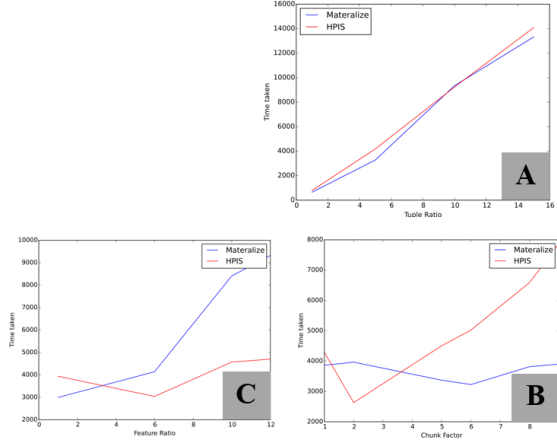 16000
14000
12000
10000
8000
6000
4000
2000
0
0 2 4 6 8 10 12 14 16
Time taken
Tuple Ratio
Materalize
HPIS
A
10000
9000
8000
7000
6000
5000
4000
3000
2000
0 2 4 6 8 10 12
Time taken
Feature Ratio
Materalize
HPIS
C
8000
7000
6000
5000
4000
3000
2000
1 2 3 4 5 6 7 8
Time taken
Chunk Factor
Materalize
HPIS
B